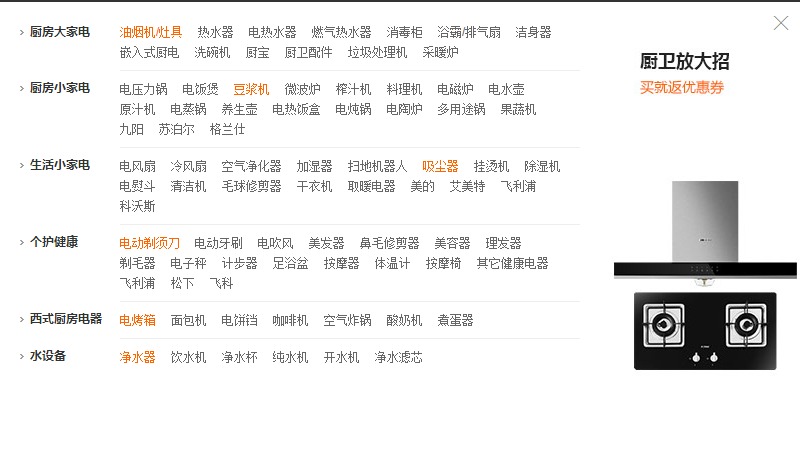 厨房大家电 油烟机/灶具 热水器 电热水器 燃气热水器 消毒柜 浴霸/排气扇 洁身器
嵌入式厨电 洗碗机 厨宝 厨卫配件 垃圾处理机 采暖炉
厨卫放大招
买就返优惠券
厨房小家电 电压力锅 电饭煲 豆浆机 微波炉 榨汁机 料理机 电磁炉 电水壶
原汁机 电蒸锅 养生壶 电热饭盒 电炖锅 电陶炉 多用途锅 果蔬机
九阳 苏泊尔 格兰仕
生活小家电 电风扇 冷风扇 空气净化器 加湿器 扫地机器人 吸尘器 挂烫机 除湿机
电熨斗 清洁机 毛球修剪器 干衣机 取暖电器 美的 艾美特 飞利浦
科沃斯
个护健康 电动剃须刀 电动牙刷 电吹风 美发器 鼻毛修剪器 美容器 理发器
剃毛器 电子秤 计步器 足浴盆 按摩器 体温计 按摩椅 其它健康电器
飞利浦 松下 飞科
西式厨房电器 电烤箱 面包机 电饼铛 咖啡机 空气炸锅 酸奶机 煮蛋器
水设备 净水器 饮水机 净水杯 纯水机 开水机 净水滤芯